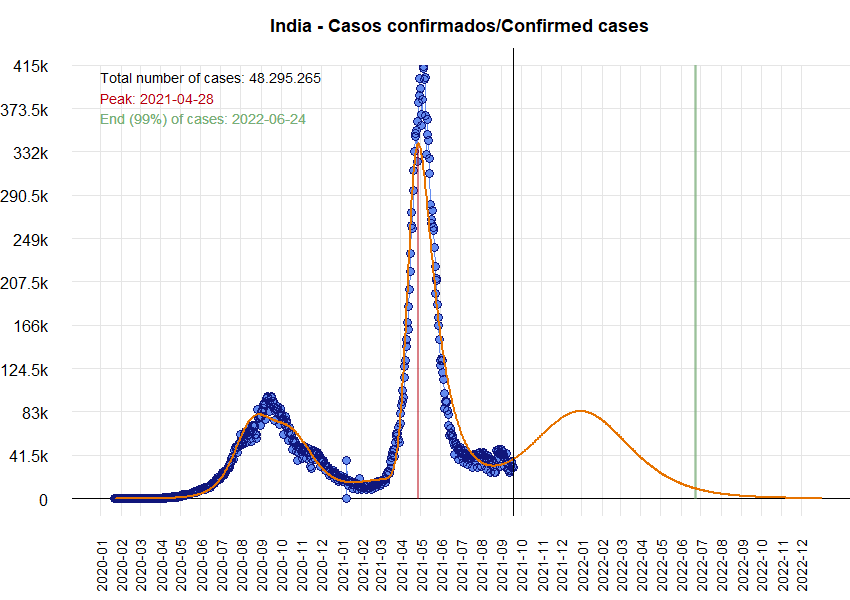 India - Casos confirmados/Confirmed cases
Total number of cases: 48.295.265
Peak: 2021-04-28
End (99%) of cases: 2022-06-24
415k
373.5k
332k
290.5k
249k
207.5k
166k
124.5k
83k
41.5k
0
2020-01
2020-02
2020-03
2020-04
2020-05
2020-06
2020-07
2020-08
2020-09
2020-10
2020-11
2020-12
2021-01
2021-02
2021-03
2021-04
2021-05
2021-06
2021-07
2021-08
2021-09
2021-10
2021-11
2021-12
2022-01
2022-02
2022-03
2022-04
2022-05
2022-06
2022-07
2022-08
2022-09
2022-10
2022-11
2022-12